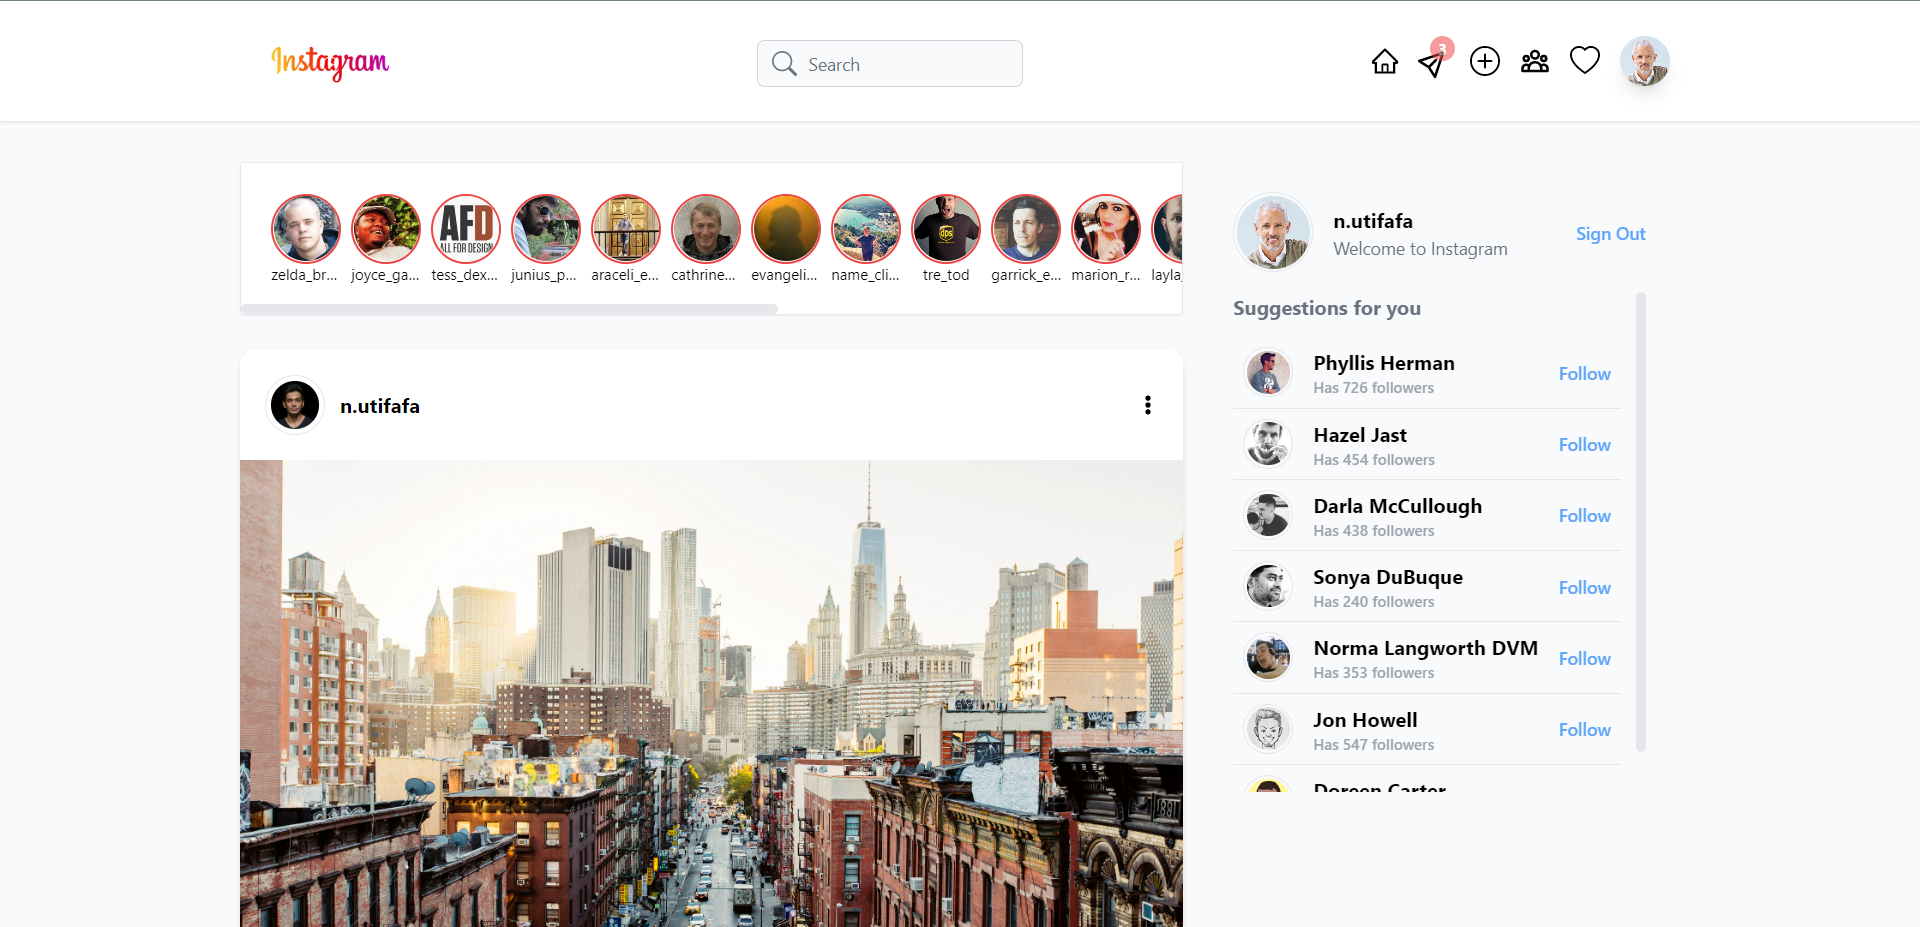 Instagram
Search
3
zelda_br...
joyce_ga...
tess_dex...
junius_p...
araceli_e...
cathrine...
evangeli...
name_cli...
tre_tod
garrick_e...
marion_r...
layla_
AFD
ALL FOR DESIGN
ups
n.utifafa
Welcome to Instagram
Sign Out
Suggestions for you
Phyllis Herman
Has 726 followers
Follow
Hazel Jast
Has 454 followers
Follow
Darla McCullough
Has 438 followers
Follow
Sonya DuBuque
Has 240 followers
Follow
Norma Langworth DVM
Has 353 followers
Follow
Jon Howell
Has 547 followers
Follow
Doreen Carter
n.utifafa
1881